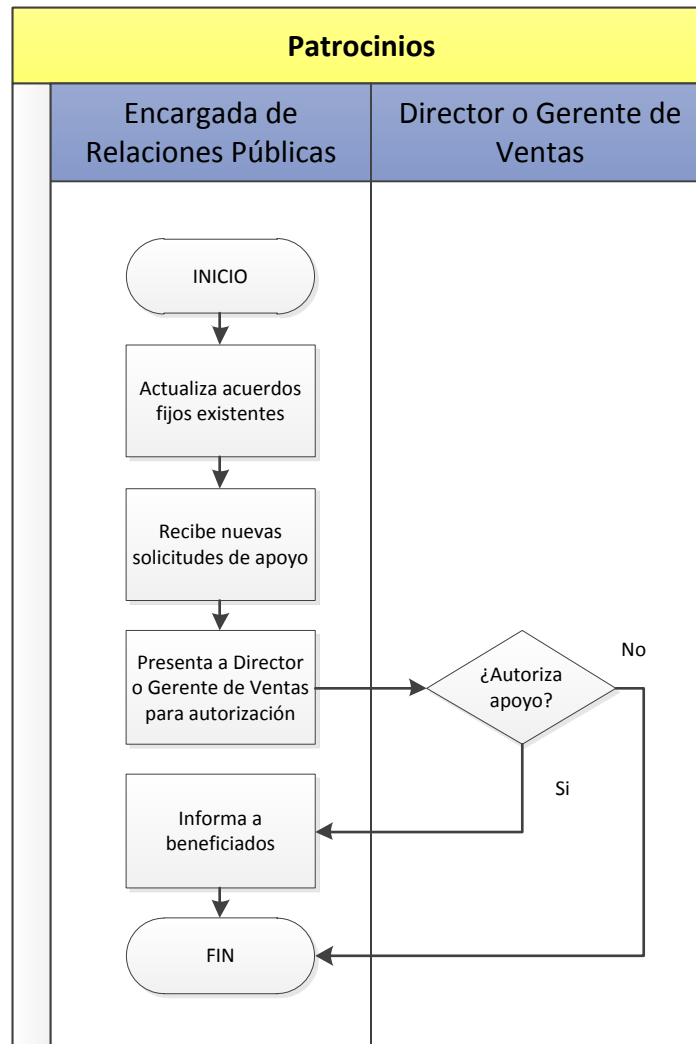 Patrocinios
Encargada de
Relaciones Públicas
Director o Gerente de
Ventas
INICIO
Actualiza acuerdos
fijos existentes
Recibe nuevas
solicitudes de apoyo
Presenta a Director
o Gerente de Ventas
para autorización
¿Autoriza
apoyo?
No
Si
Informa a
beneficiados
FIN